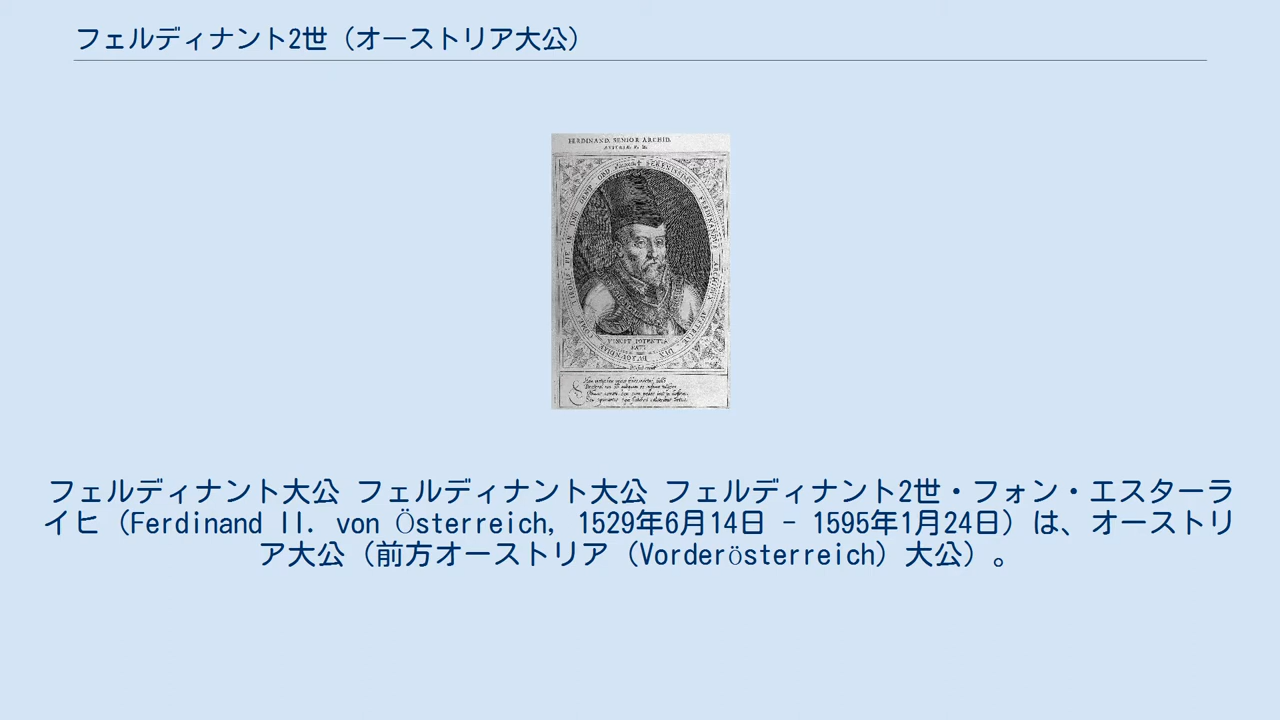 フェルディナント2世（オーストリア大公）
FERDINAND. SENIOR ARCHID.
VINCIT POTENTIA
FATI
フェルディナント大公 フェルディナント大公 フェルディナント2世・フォン・エスターラ
イヒ（Ferdinand II. von Österreich, 1529年6月14日 - 1595年1月24日）は、オーストリ
ア大公（前方オーストリア（Vorderösterreich）大公）。